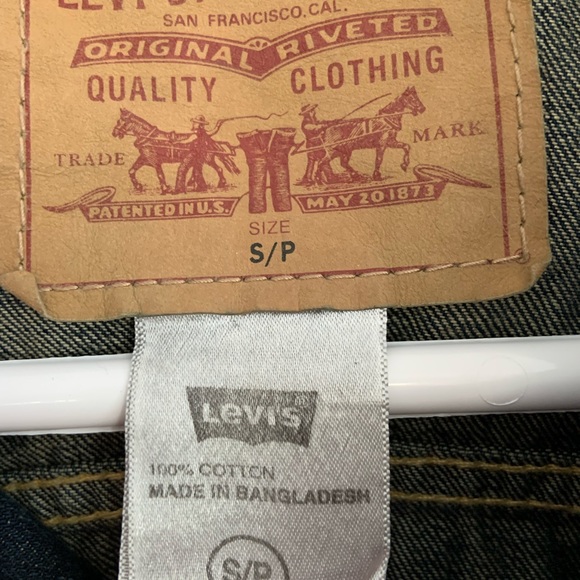 SAN FRANCISCO, CAL.
ORIGINAL RIVETED
QUALITY CLOTHING
TRADE MARK
PATENTED IN U.S. MAY 20 1873
SIZE
S/P
Levi's
100% COTTON
MADE IN BANGLADESH
S/P